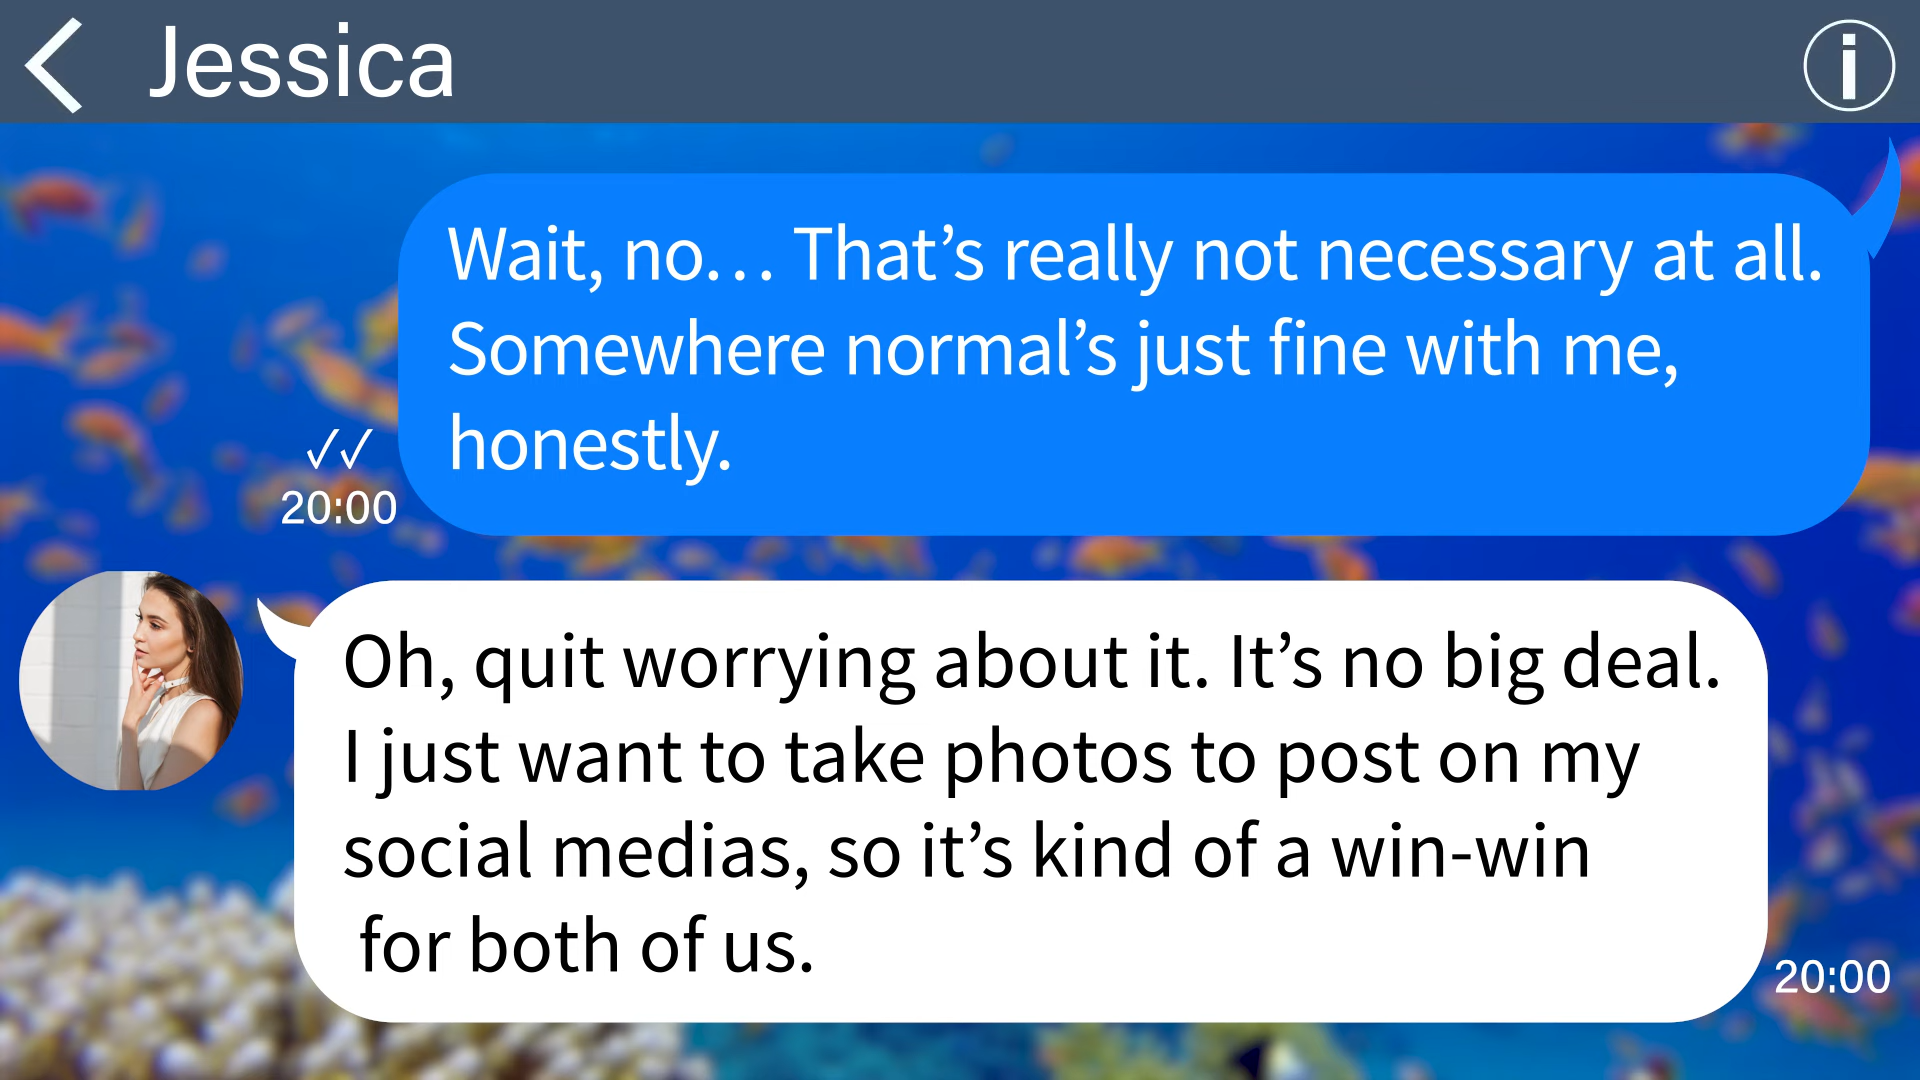 Jessica
Wait, no… That’s really not necessary at all.
Somewhere normal’s just fine with me,
honestly.
✓✓
20:00
Oh, quit worrying about it. It’s no big deal.
I just want to take photos to post on my
social medias, so it’s kind of a win-win
for both of us.
20:00